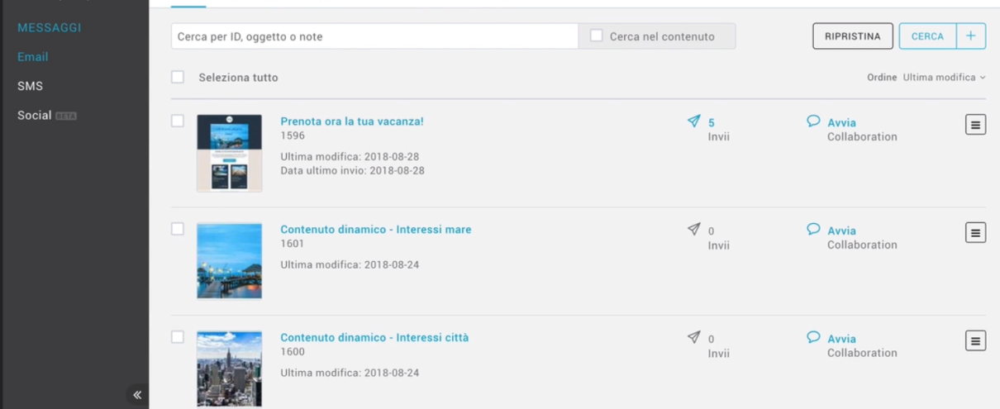 MESSAGGI
Email
SMS
Social BETA
Cerca per ID, oggetto o note
Cerca nel contenuto
RIPRISTINA
CERCA +
Seleziona tutto
Ordine Ultima modifica
Prenota ora la tua vacanza!
1596
Ultima modifica: 2018-08-28
Data ultimo invio: 2018-08-28
5
Invii
Avvia
Collaboration
Contenuto dinamico - Interessi mare
1601
Ultima modifica: 2018-08-24
0
Invii
Avvia
Collaboration
Contenuto dinamico - Interessi città
1600
Ultima modifica: 2018-08-24
0
Invii
Avvia
Collaboration